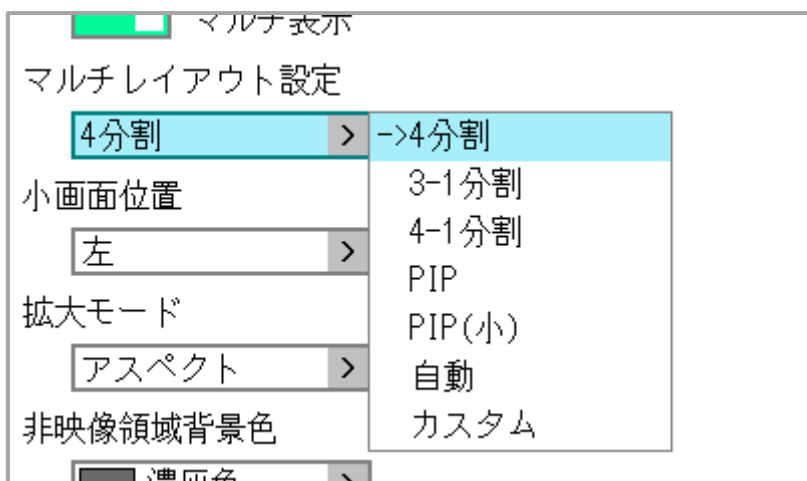 マルチ表示
マルチレイアウト設定
4分割 > ->4分割
3-1分割
小画面位置
4-1分割
左 >
PIP
拡大モード
PIP(小)
アスペクト >
自動
非映像領域背景色
カスタム
濃灰色 >